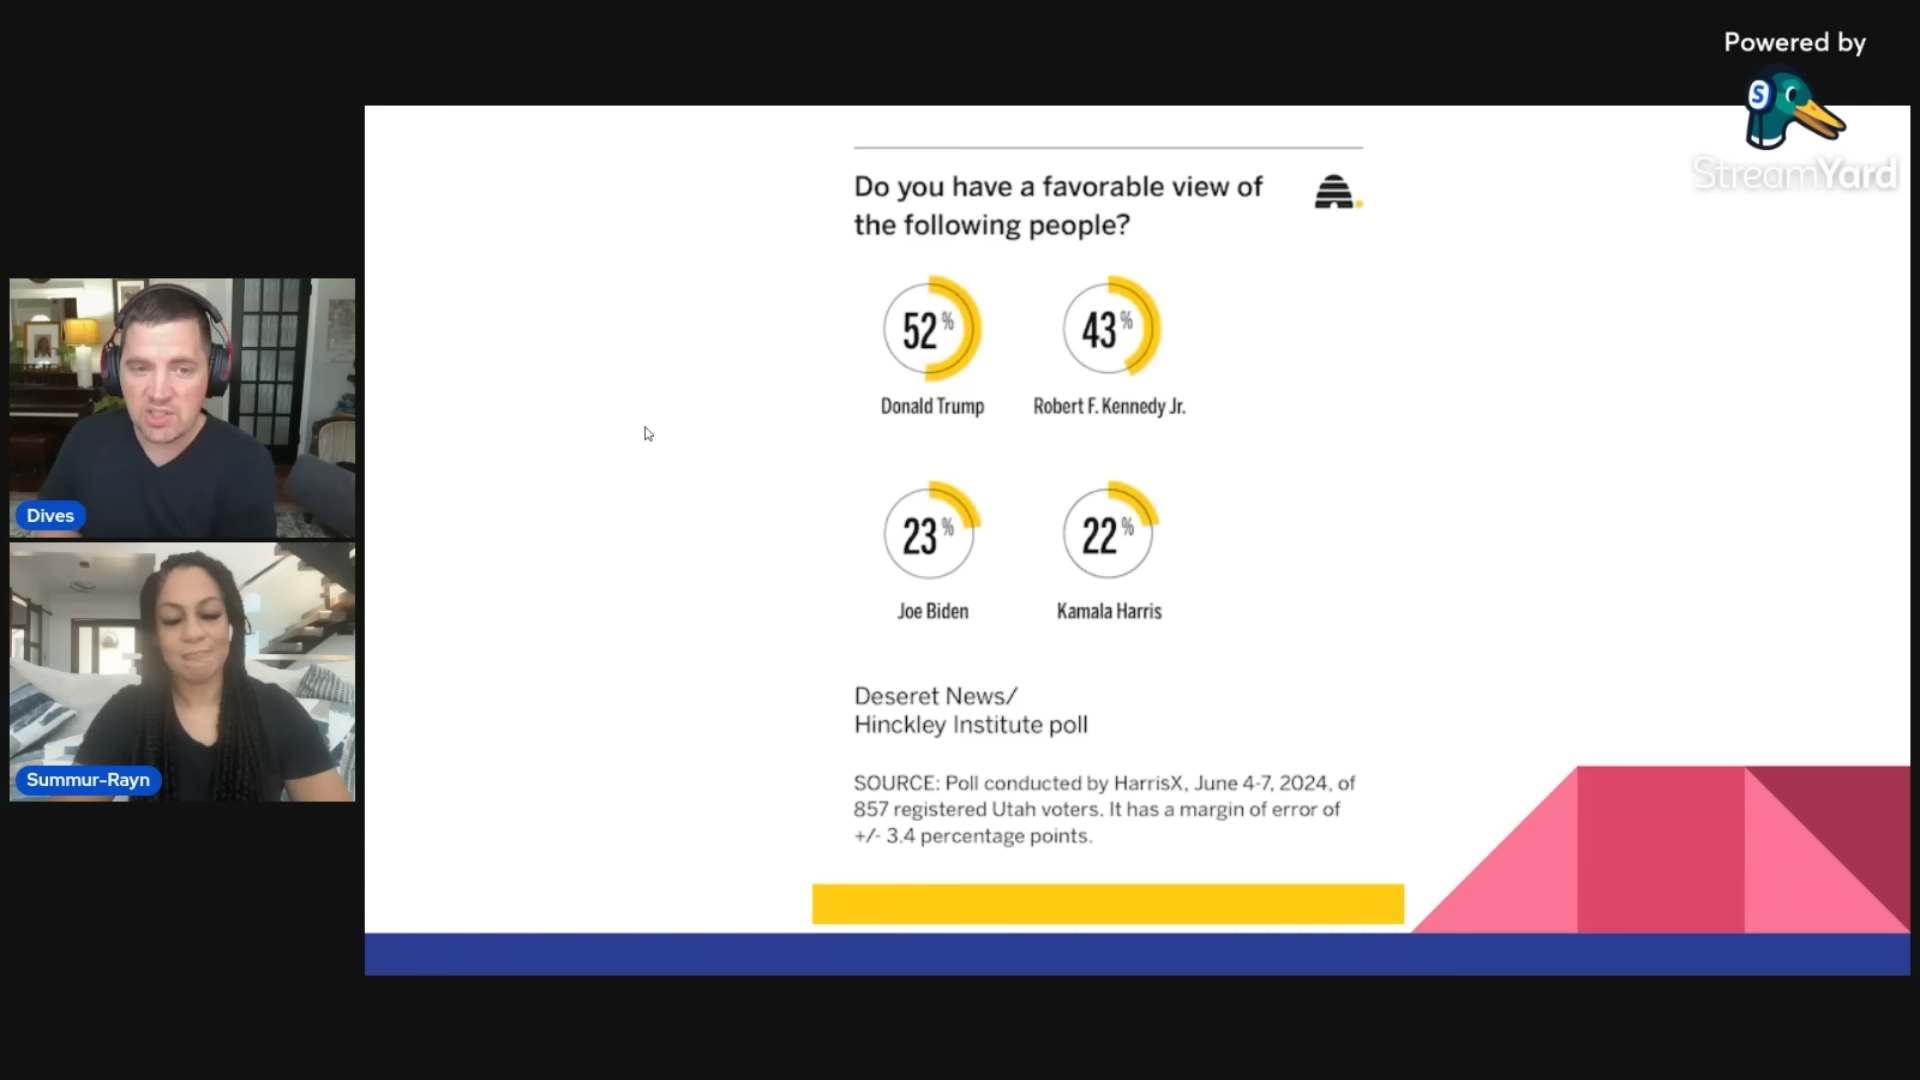 Powered by
S
StreamYard
Do you have a favorable view of
the following people?
52%
43%
Donald Trump
Robert F. Kennedy Jr.
23%
22%
Joe Biden
Kamala Harris
Deseret News/
Hinckley Institute poll
SOURCE: Poll conducted by HarrisX, June 4-7, 2024, of
857 registered Utah voters. It has a margin of error of
+/- 3.4 percentage points.
Dives
Summur-Rayn